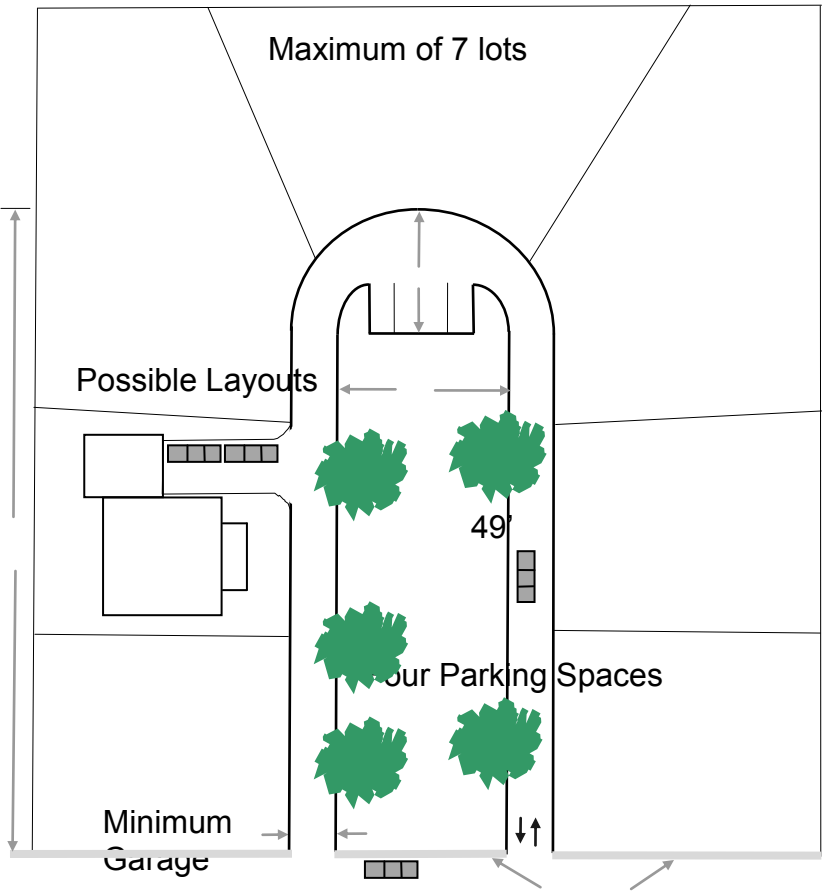 Maximum of 7 lots
Possible Layouts
49'
our Parking Spaces
Minimum
Garage